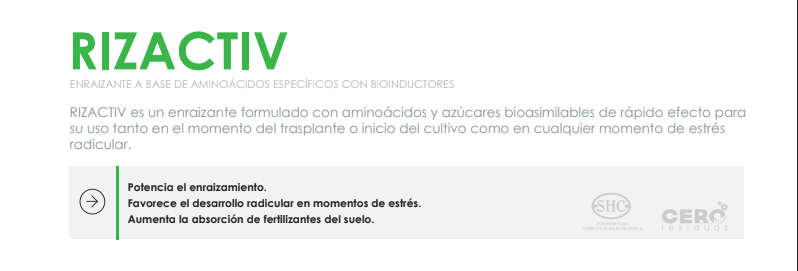 RIZACTIV
ENRAIZANTE A BASE DE AMINOÁCIDOS ESPECÍFICOS CON BIOINDUCTORES
RIZACTIV es un enraizante formulado con aminoácidos y azúcares bioasimilables de rápido efecto para
su uso tanto en el momento del trasplante o inicio del cultivo como en cualquier momento de estrés
radicular.
Potencia el enraizamiento.
Favorece el desarrollo radicular en momentos de estrés.
Aumenta la absorción de fertilizantes del suelo.
SHC
CERO
residuos